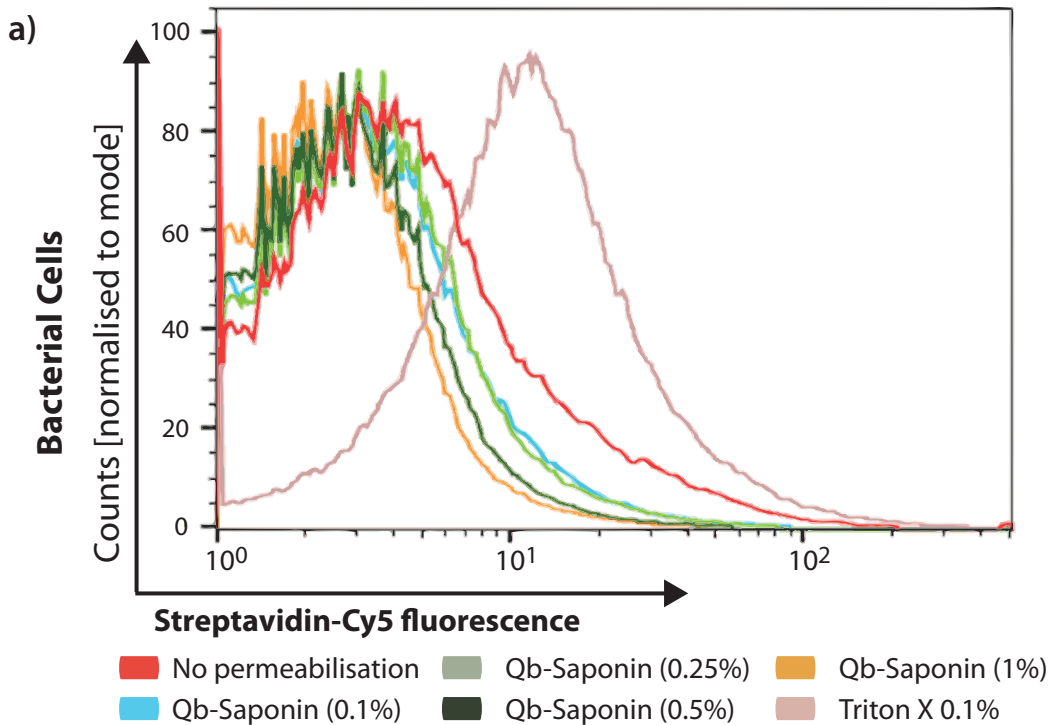 a)
100
80
60
40
20
0
Bacterial Cells
Counts [normalised to mode]
10⁰ 10¹ 10²
Streptavidin-Cy5 fluorescence
No permeabilisation Qb-Saponin (0.25%) Qb-Saponin (1%)
Qb-Saponin (0.1%) Qb-Saponin (0.5%) Triton X 0.1%